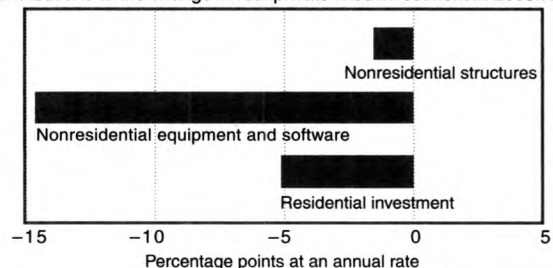 Nonresidential structures
Nonresidential equipment and software
Residential investment
−15 −10 −5 0 5
Percentage points at an annual rate